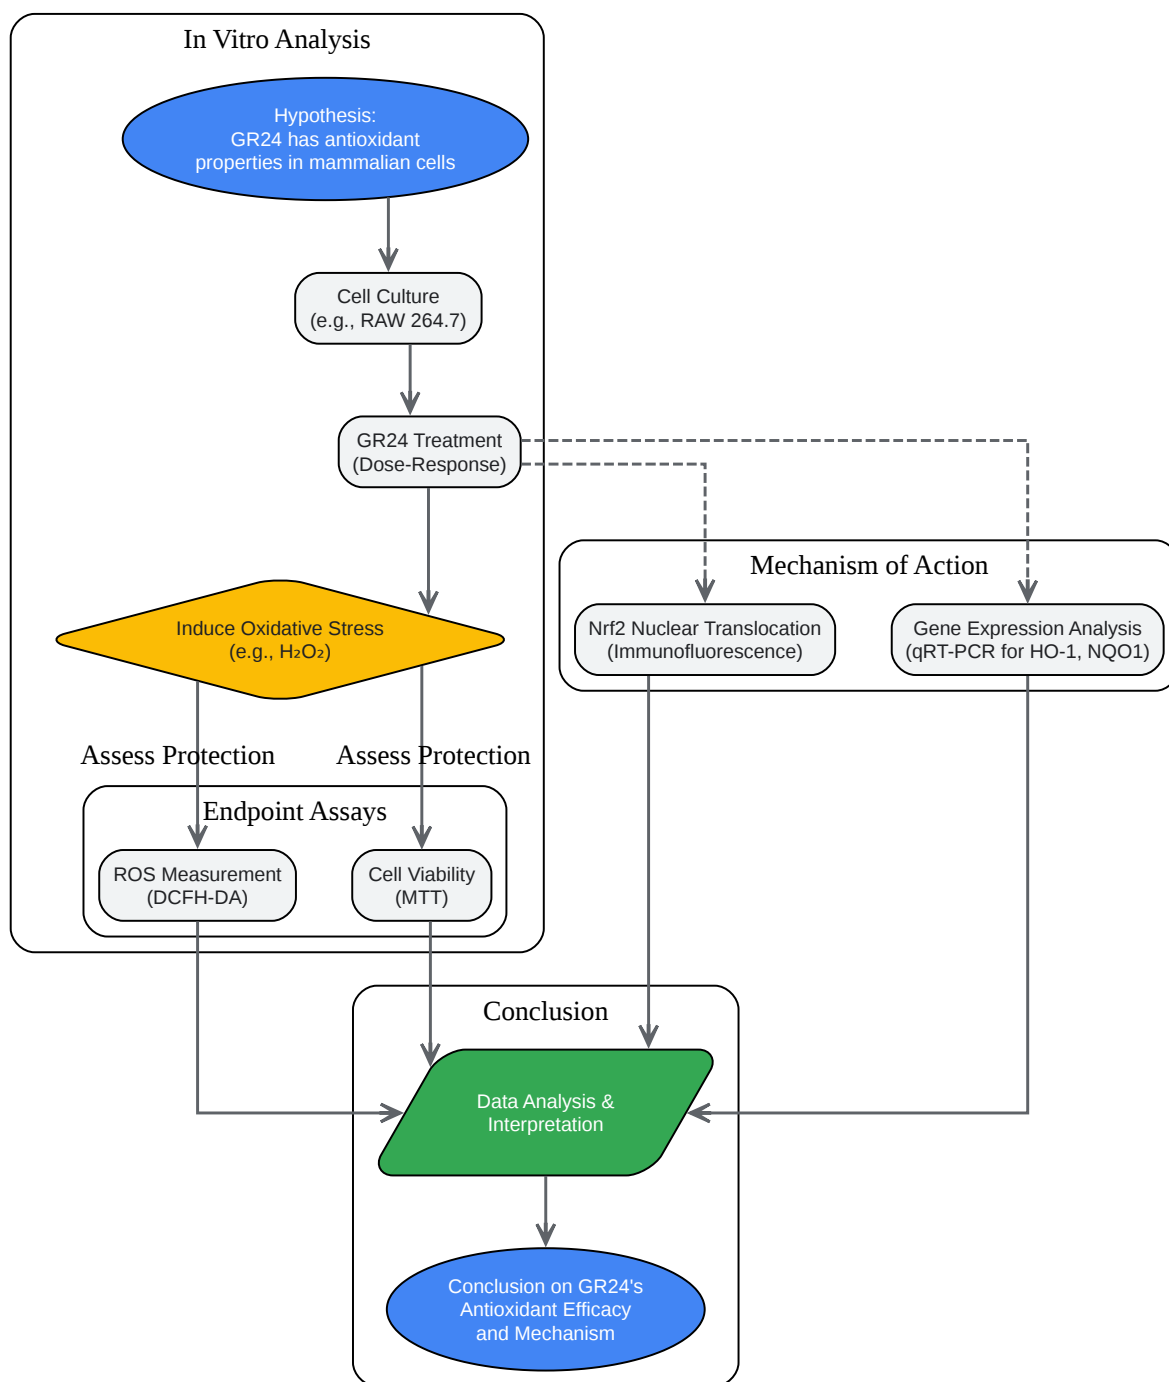 In Vitro Analysis
Hypothesis:
GR24 has antioxidant
properties in mammalian cells
Cell Culture
(e.g., RAW 264.7)
GR24 Treatment
(Dose-Response)
Mechanism of Action
Nrf2 Nuclear Translocation
(Immunofluorescence)
Gene Expression Analysis
(qRT-PCR for HO-1, NQO1)
Induce Oxidative Stress
(e.g., H₂O₂)
Assess Protection
Assess Protection
Endpoint Assays
ROS Measurement
(DCFH-DA)
Cell Viability
(MTT)
Conclusion
Data Analysis &
Interpretation
Conclusion on GR24's
Antioxidant Efficacy
and Mechanism